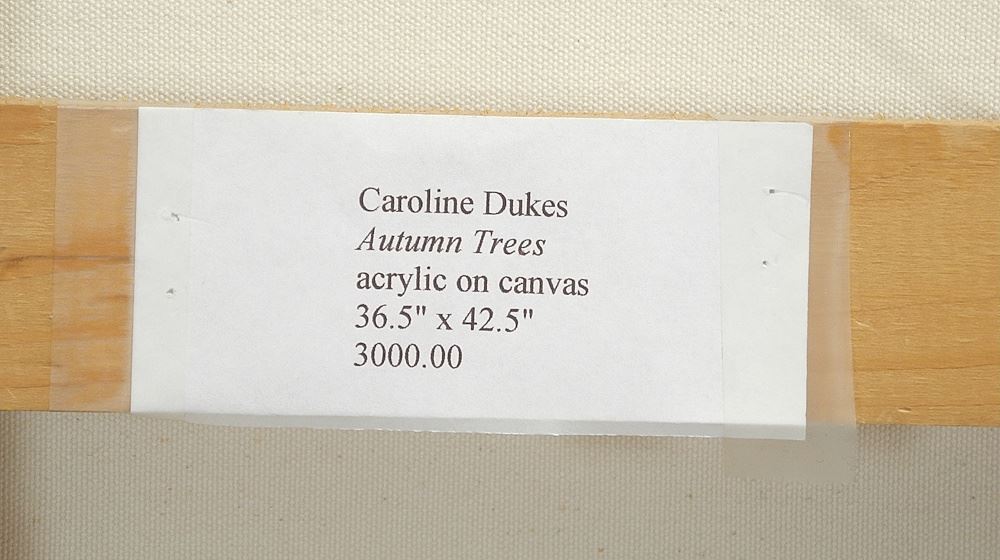 Caroline Dukes
Autumn Trees
acrylic on canvas
36.5" x 42.5"
3000.00